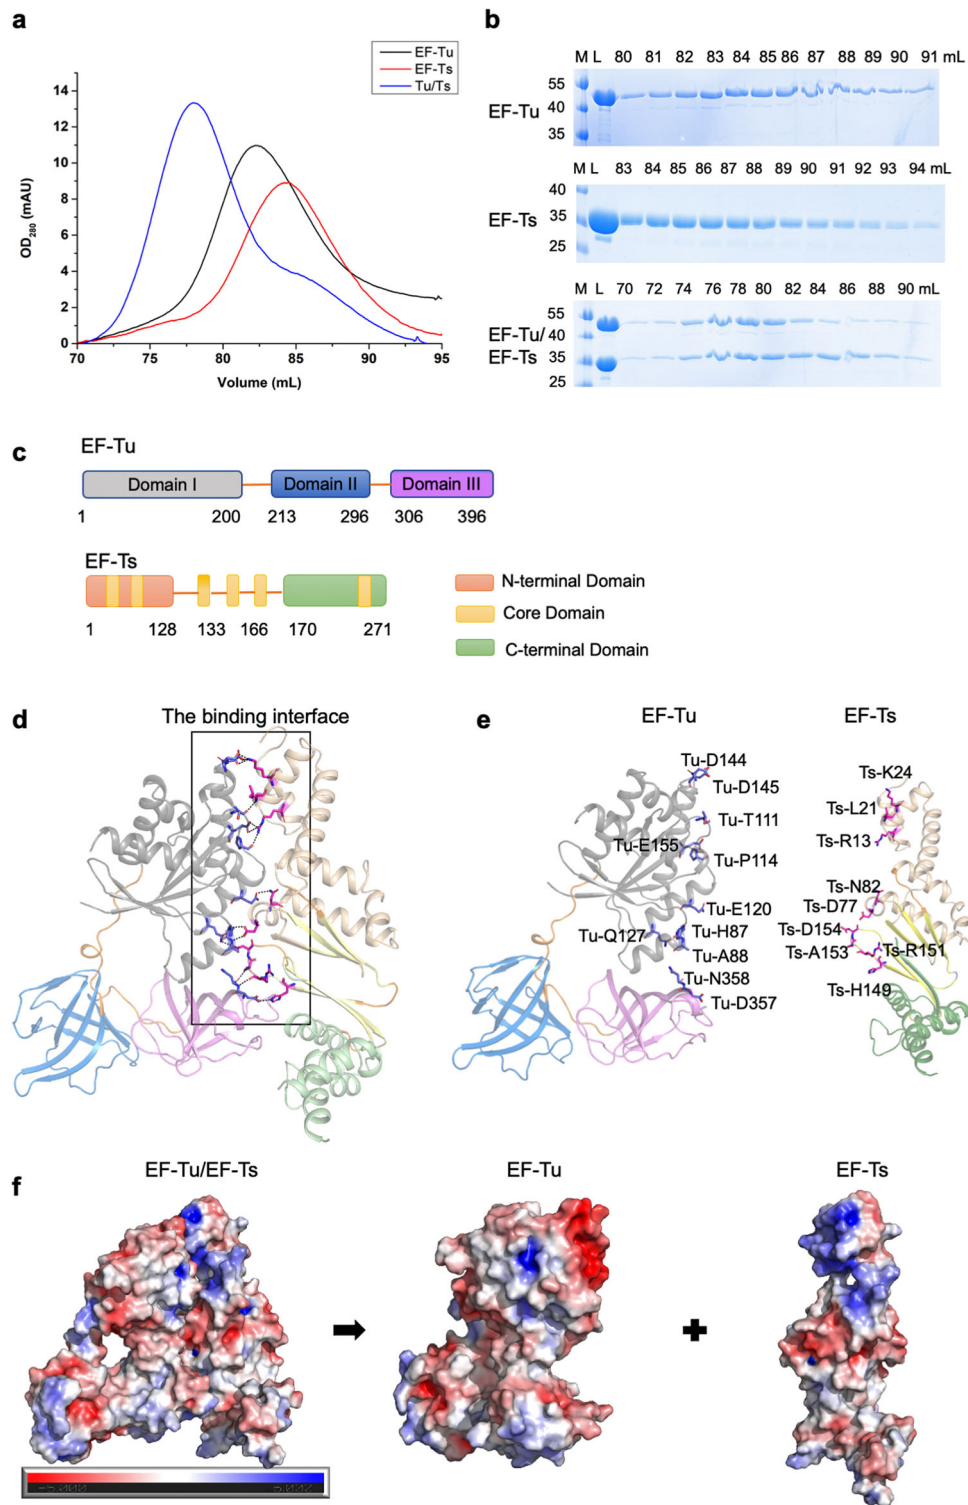 a
EF-Tu
EF-Ts
Tu/Ts
14
12
10
8
6
4
2
0
OD280 (mAU)
70 75 80 85 90 95
Volume (mL)
b
M L 80 81 82 83 84 85 86 87 88 89 90 91 mL
55
40
35
EF-Tu
M L 83 84 85 86 87 88 89 90 91 92 93 94 mL
40
35
25
EF-Ts
M L 70 72 74 76 78 80 82 84 86 88 90 mL
55
40
35
25
EF-Tu/
EF-Ts
c
EF-Tu
Domain I Domain II Domain III
1 200 213 296 306 396
EF-Ts
1 128 133 166 170 271
N-terminal Domain
Core Domain
C-terminal Domain
d
The binding interface
e
EF-Tu EF-Ts
Tu-D144
Tu-D145
Tu-T111
Tu-E155
Tu-P114
Tu-E120
Tu-Q127
Tu-H87
Tu-A88
Tu-N358
Tu-D357
Ts-K24
Ts-L21
Ts-R13
Ts-N82
Ts-D77
Ts-D154
Ts-A153
Ts-R151
Ts-H149
f
EF-Tu/EF-Ts EF-Tu EF-Ts
-5.000